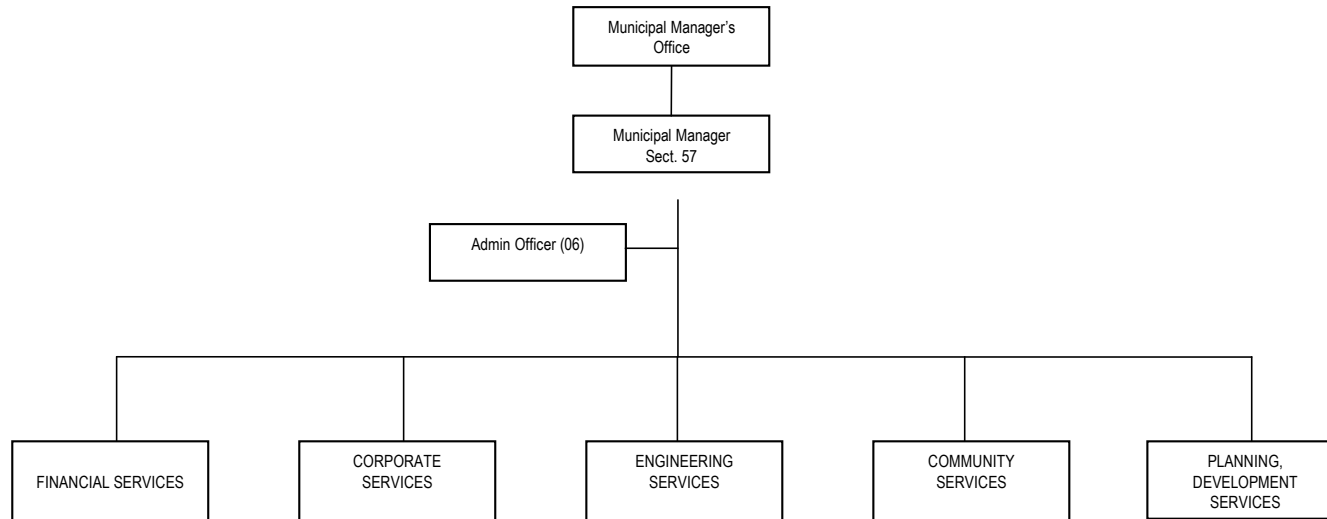 Municipal Manager's
Office
Municipal Manager
Sect. 57
Admin Officer (06)
FINANCIAL SERVICES
CORPORATE
SERVICES
ENGINEERING
SERVICES
COMMUNITY
SERVICES
PLANNING,
DEVELOPMENT
SERVICES